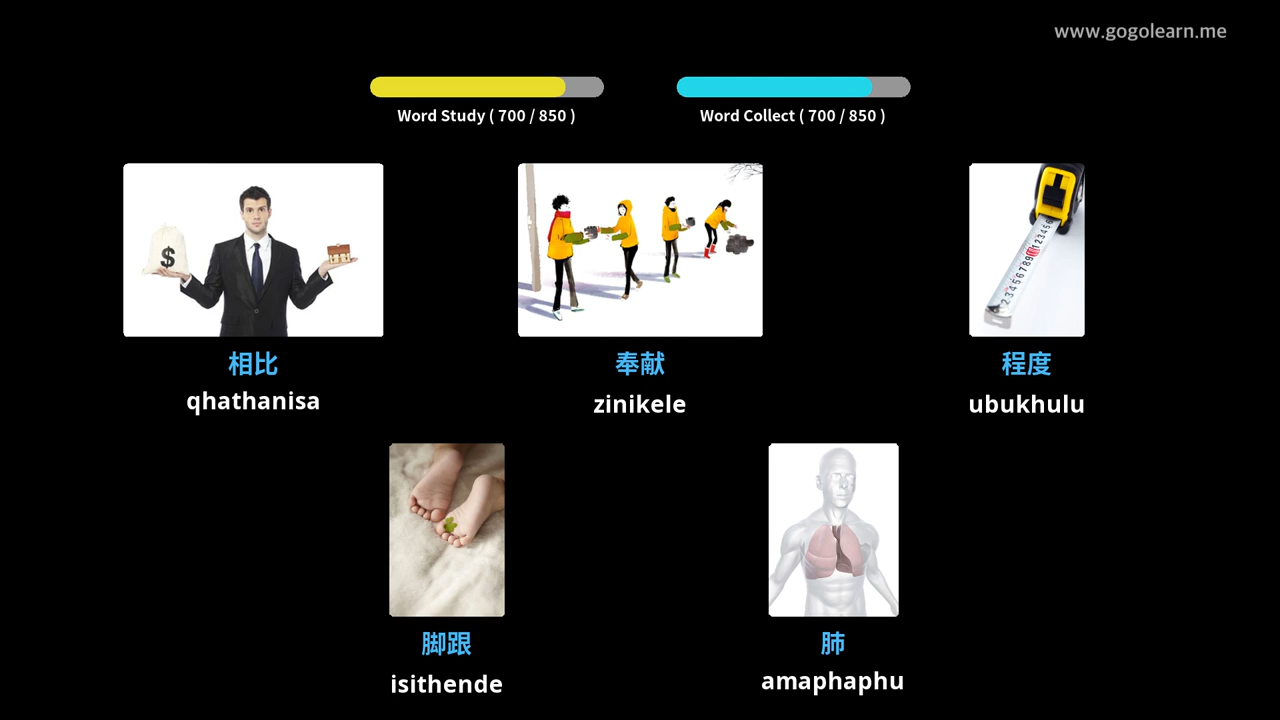 www.gogolearn.me
Word Study ( 700 / 850 )
Word Collect ( 700 / 850 )
$
相比
qhathanisa
奉献
zinikele
程度
ubukhulu
脚跟
isithende
肺
amaphaphu